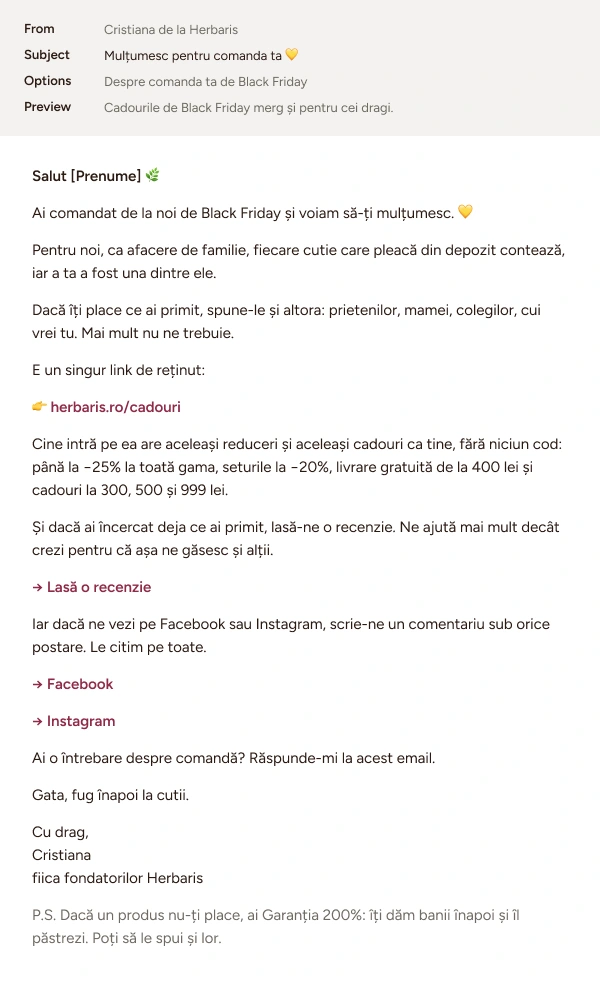 From Cristiana de la Herbaris
Subject Mulțumesc pentru comanda ta 💛
Options Despre comanda ta de Black Friday
Preview Cadourile de Black Friday merg și pentru cei dragi.
Salut [Prenume] 🌿
Ai comandat de la noi de Black Friday și voiam să-ți mulțumesc. 💛
Pentru noi, ca afacere de familie, fiecare cutie care pleacă din depozit contează,
iar a ta a fost una dintre ele.
Dacă îți place ce ai primit, spune-le și altora: prietenilor, mamei, colegilor, cui
vrei tu. Mai mult nu ne trebuie.
E un singur link de reținut:
👉 herbaris.ro/cadouri
Cine intră pe ea are aceleași reduceri și aceleași cadouri ca tine, fără niciun cod:
până la −25% la toată gama, seturile la −20%, livrare gratuită de la 400 lei și
cadouri la 300, 500 și 999 lei.
Și dacă ai încercat deja ce ai primit, lasă-ne o recenzie. Ne ajută mai mult decât
crezi pentru că așa ne găsesc și alții.
→ Lasă o recenzie
Iar dacă ne vezi pe Facebook sau Instagram, scrie-ne un comentariu sub orice
postare. Le citim pe toate.
→ Facebook
→ Instagram
Ai o întrebare despre comandă? Răspunde-mi la acest email.
Gata, fug înapoi la cutii.
Cu drag,
Cristiana
fiica fondatorilor Herbaris
P.S. Dacă un produs nu-ți place, ai Garanția 200%: îți dăm banii înapoi și îl
păstrezi. Poți să le spui și lor.